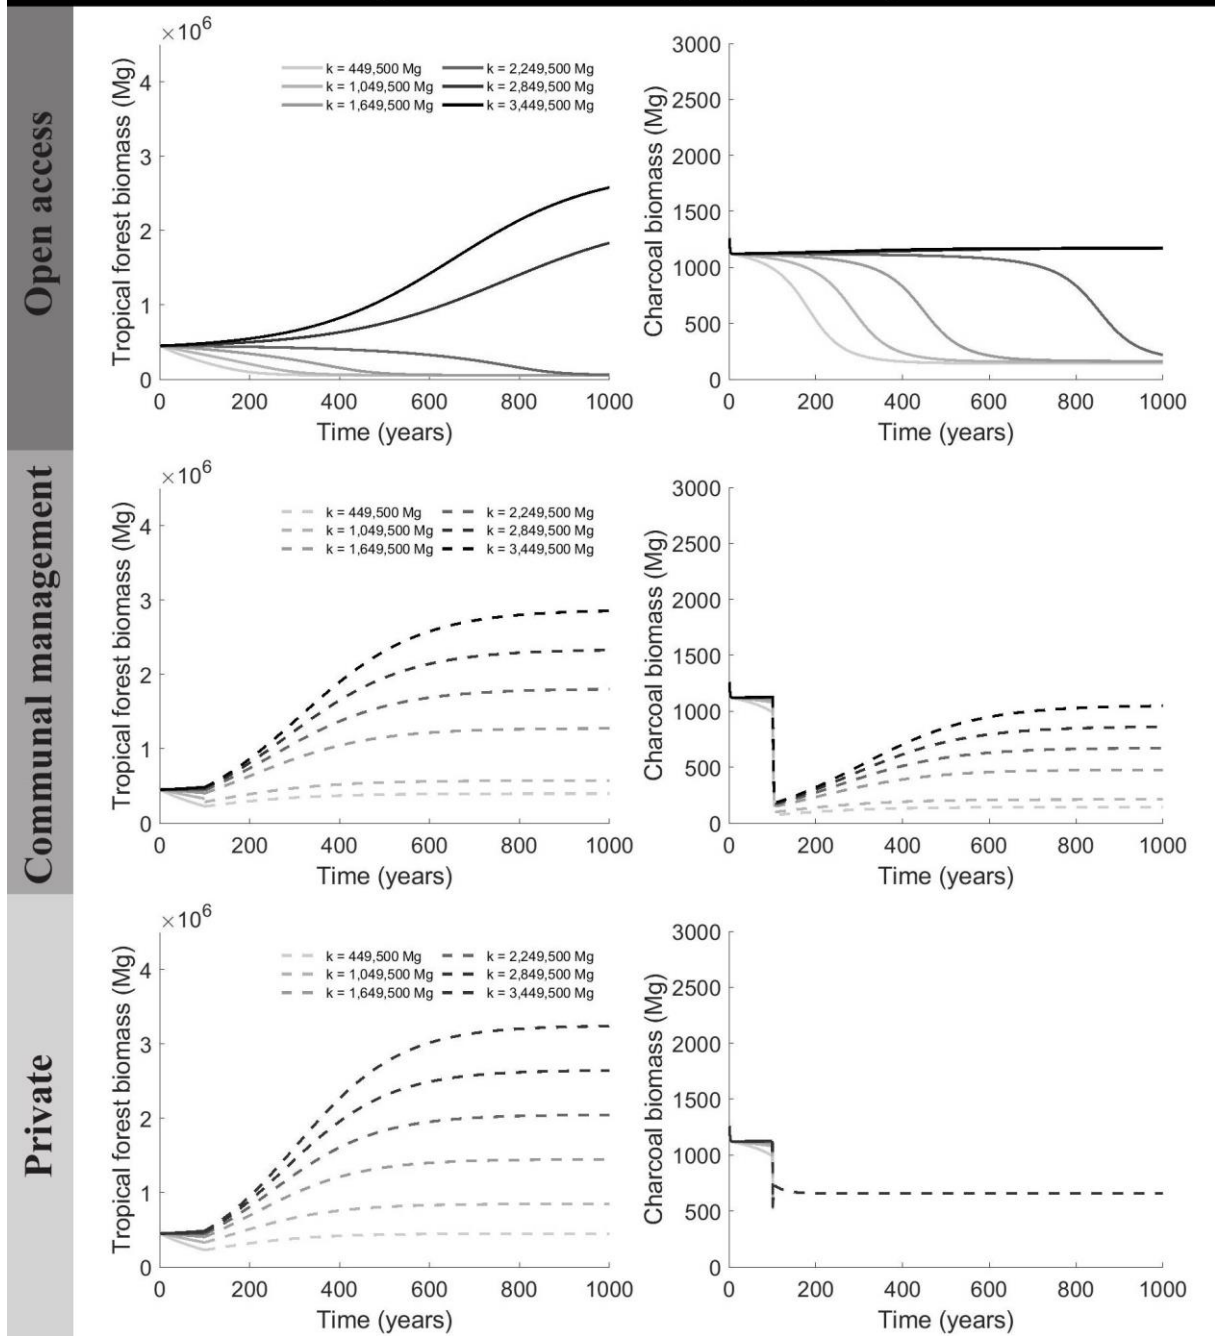 Open access
×10⁶
Tropical forest biomass (Mg)
4
3
2
1
0
k = 449,500 Mg k = 2,249,500 Mg
k = 1,049,500 Mg k = 2,849,500 Mg
k = 1,649,500 Mg k = 3,449,500 Mg
0 200 400 600 800 1000
Time (years)
Charcoal biomass (Mg)
3000
2500
2000
1500
1000
500
0
0 200 400 600 800 1000
Time (years)
Communal management
×10⁶
Tropical forest biomass (Mg)
4
3
2
1
0
k = 449,500 Mg k = 2,249,500 Mg
k = 1,049,500 Mg k = 2,849,500 Mg
k = 1,649,500 Mg k = 3,449,500 Mg
0 200 400 600 800 1000
Time (years)
Charcoal biomass (Mg)
3000
2500
2000
1500
1000
500
0
0 200 400 600 800 1000
Time (years)
Private
×10⁶
Tropical forest biomass (Mg)
4
3
2
1
0
k = 449,500 Mg k = 2,249,500 Mg
k = 1,049,500 Mg k = 2,849,500 Mg
k = 1,649,500 Mg k = 3,449,500 Mg
0 200 400 600 800 1000
Time (years)
Charcoal biomass (Mg)
3000
2500
2000
1500
1000
500
0
0 200 400 600 800 1000
Time (years)